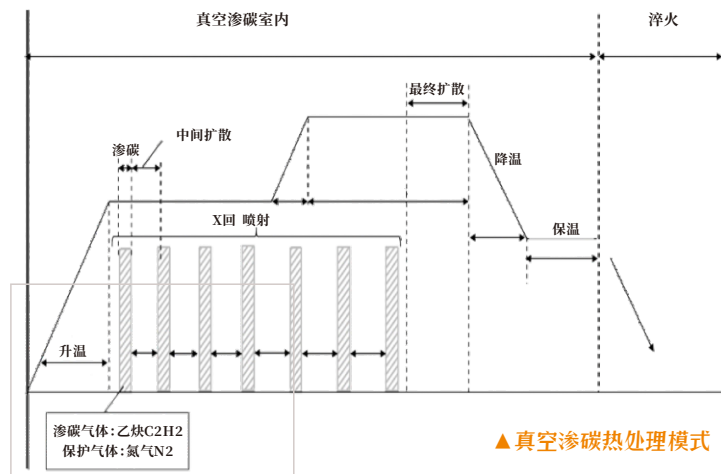 真空渗碳室内
淬火
最终扩散
中间扩散
渗碳
降温
X回 喷射
保温
升温
渗碳气体:乙炔C2H2
保护气体:氮气N2
▲真空渗碳热处理模式